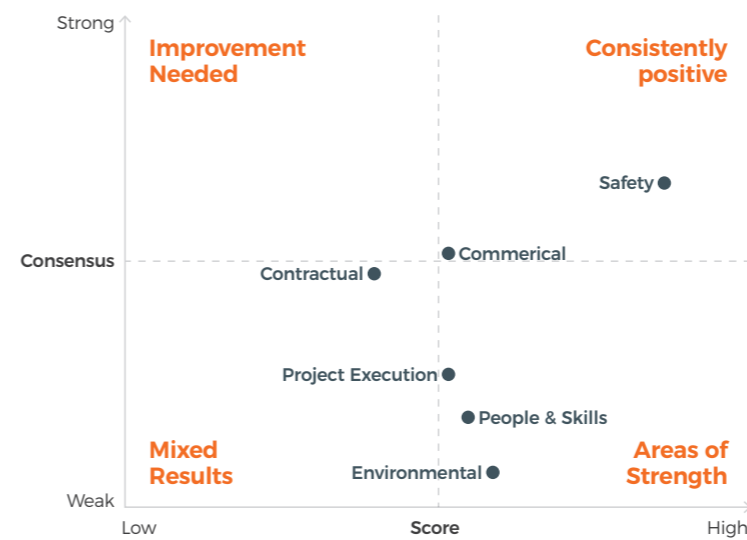 Strong
Improvement
Needed
Consistently
positive
Safety
Consensus
Commerical
Contractual
Project Execution
People & Skills
Mixed
Results
Areas of
Strength
Environmental
Weak
Low
Score
High